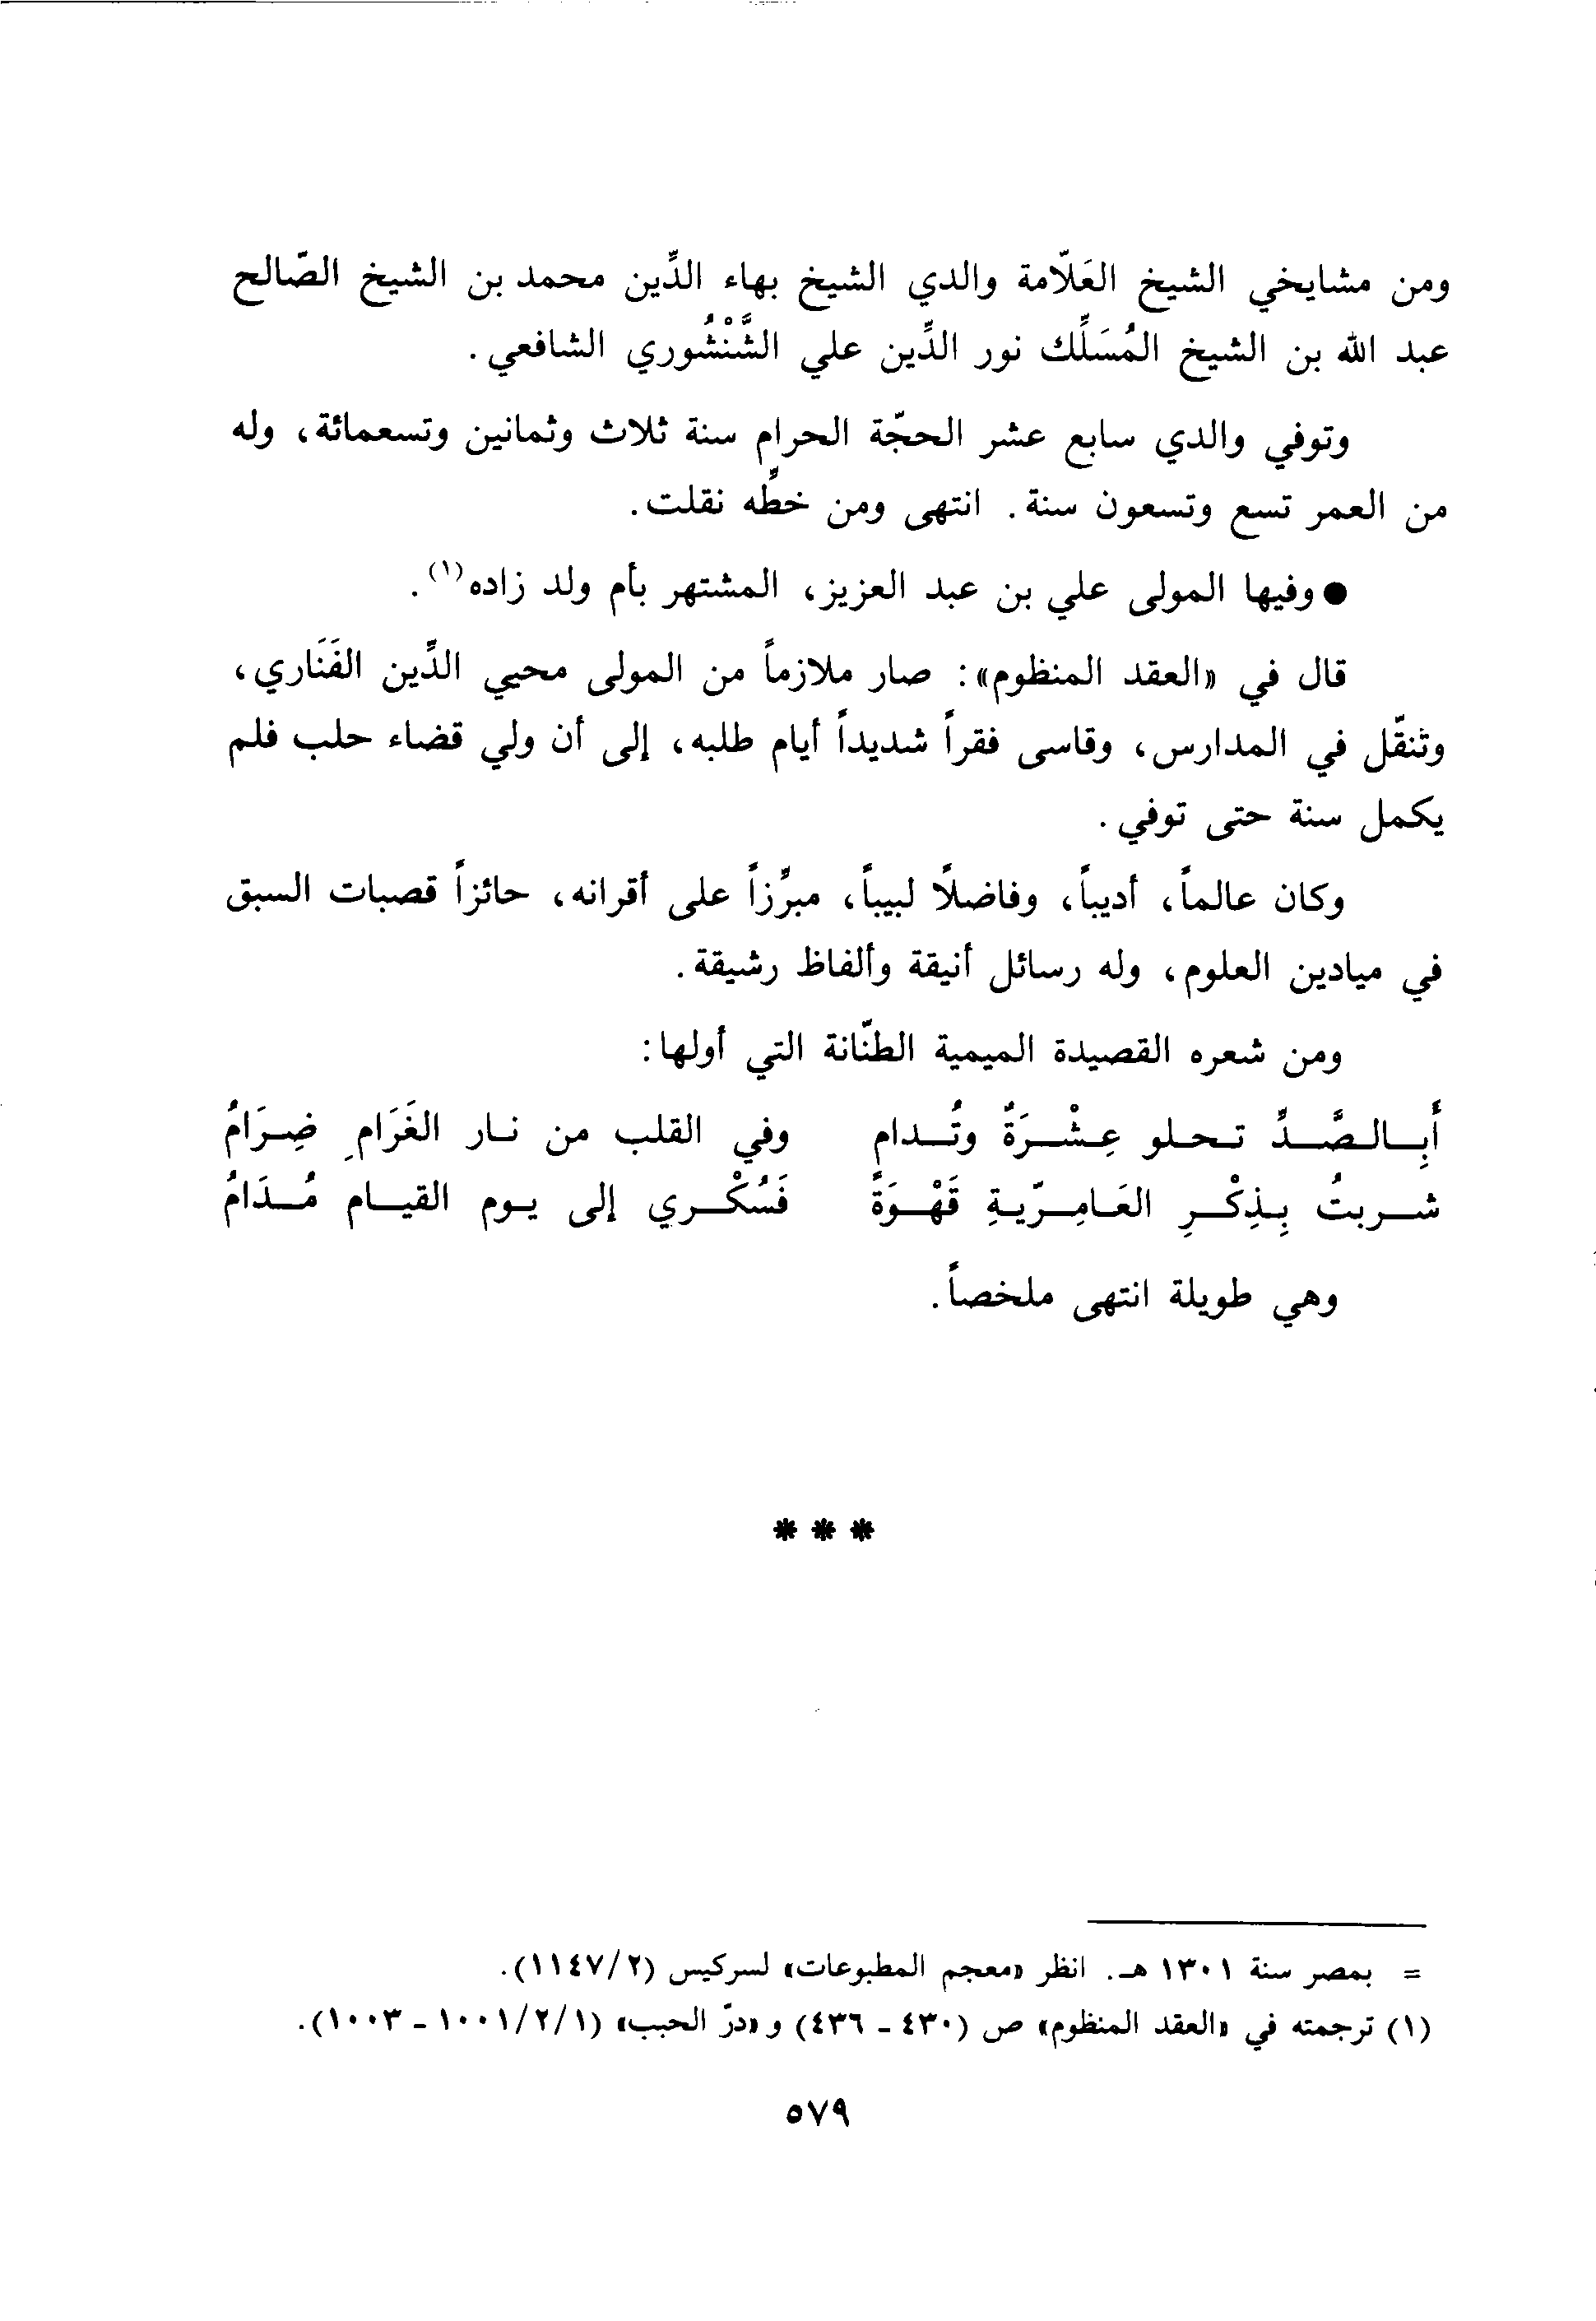 ومن مشايخي الشيخ العَلّامة والدي الشيخ بهاء الدِّين محمد بن الشيخ الصّالح
عبد الله بن الشيخ المُسَلِّك نور الدِّين علي الشَّنْشُوري الشافعي.
وتوفي والدي سابع عشر الحجّة الحرام سنة ثلاث وثمانين وتسعمائة، وله
من العمر تسع وتسعون سنة. انتهى ومن خطِّه نقلت.
● وفيها المولى علي بن عبد العزيز، المشتهر بأم ولد زاده(١).
قال في «العقد المنظوم»: صار ملازماً من المولى محيي الدِّين الفَنَاري،
وتنقّل في المدارس، وقاسى فقراً شديداً أيام طلبه، إلى أن ولي قضاء حلب فلم
يكمل سنة حتى توفي.
وكان عالماً، أديباً، وفاضلًا لبيباً، مبرِّزاً على أقرانه، حائزاً قصبات السبق
في ميادين العلوم، وله رسائل أنيقة وألفاظ رشيقة.
ومن شعره القصيدة الميمية الطنّانة التي أولها:
أَبِالصَّدِّ تحلو عِشْرَةٌ وتُدام وفي القلب من نار الغَرَامِ ضِرَامُ
شربتُ بِذِكْرِ العَامِرّيةِ قَهْوَةً فَسُكْري إلى يوم القيام مُدَامُ
وهي طويلة انتهى ملخصاً.
***
= بمصر سنة ١٣٠١ هـ. انظر «معجم المطبوعات» لسركيس (١١٤٧/٢).
(١) ترجمته في «العقد المنظوم» ص (٤٣٠ - ٤٣٦) و «درّ الحبب» (١٠٠١/٢/١ - ١٠٠٣).
٥٧٩